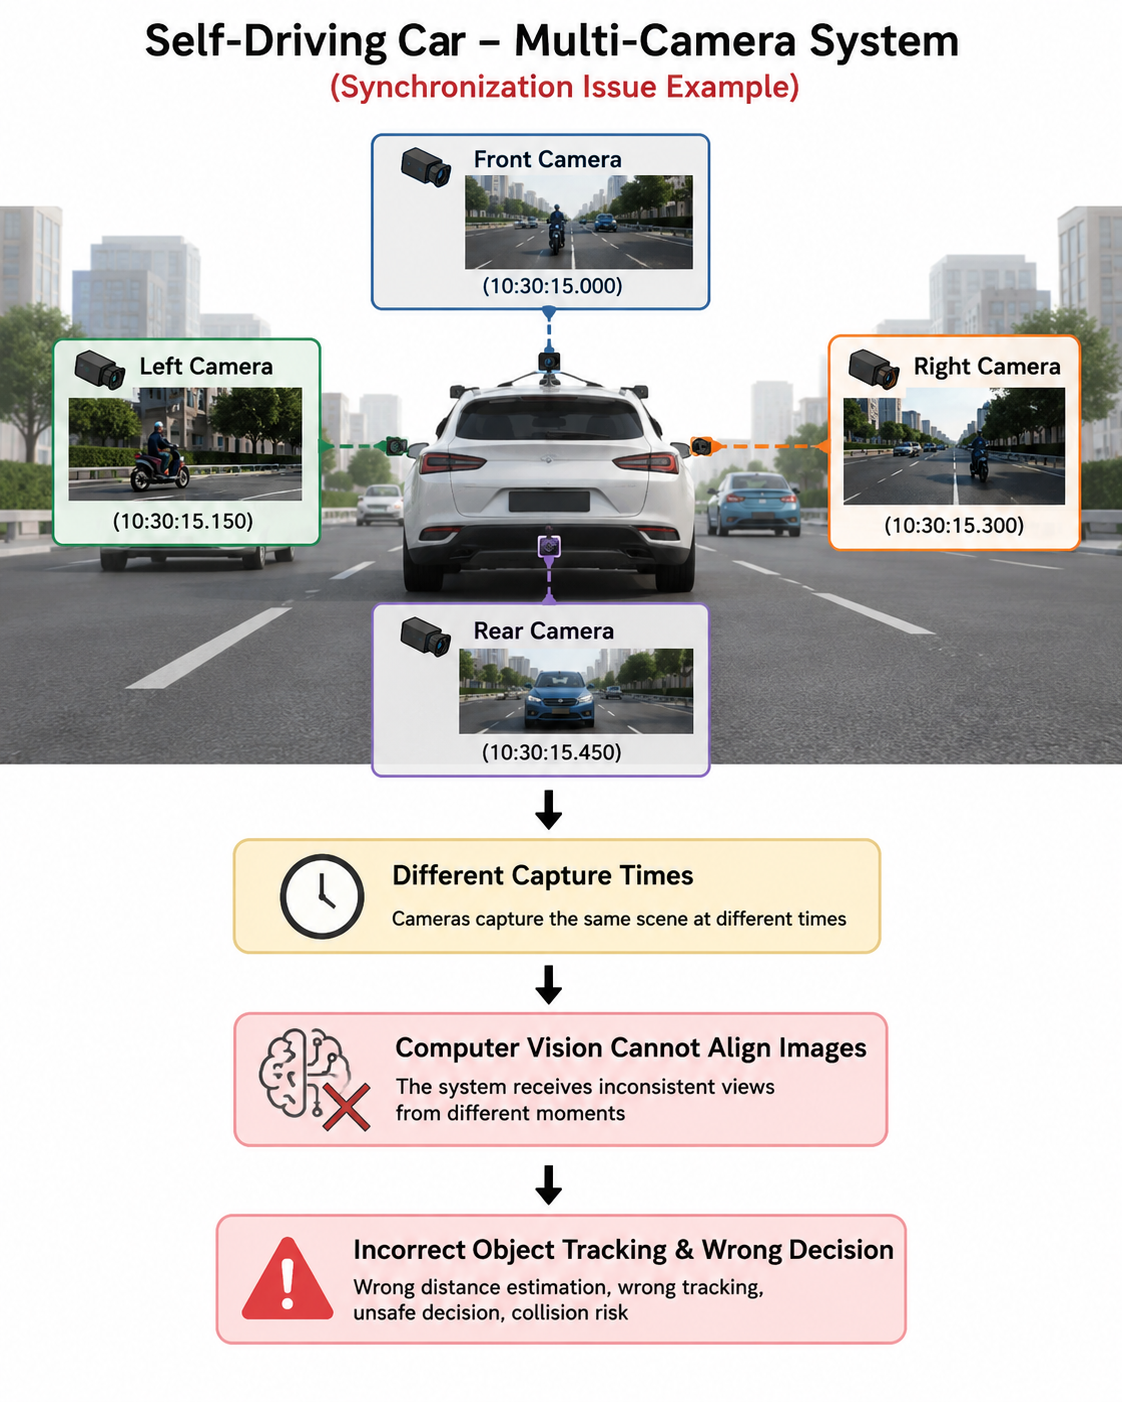 Self-Driving Car – Multi-Camera System
(Synchronization Issue Example)
Front Camera
(10:30:15.000)
Left Camera
(10:30:15.150)
Right Camera
(10:30:15.300)
Rear Camera
(10:30:15.450)
Different Capture Times
Cameras capture the same scene at different times
Computer Vision Cannot Align Images
The system receives inconsistent views
from different moments
Incorrect Object Tracking & Wrong Decision
Wrong distance estimation, wrong tracking,
unsafe decision, collision risk